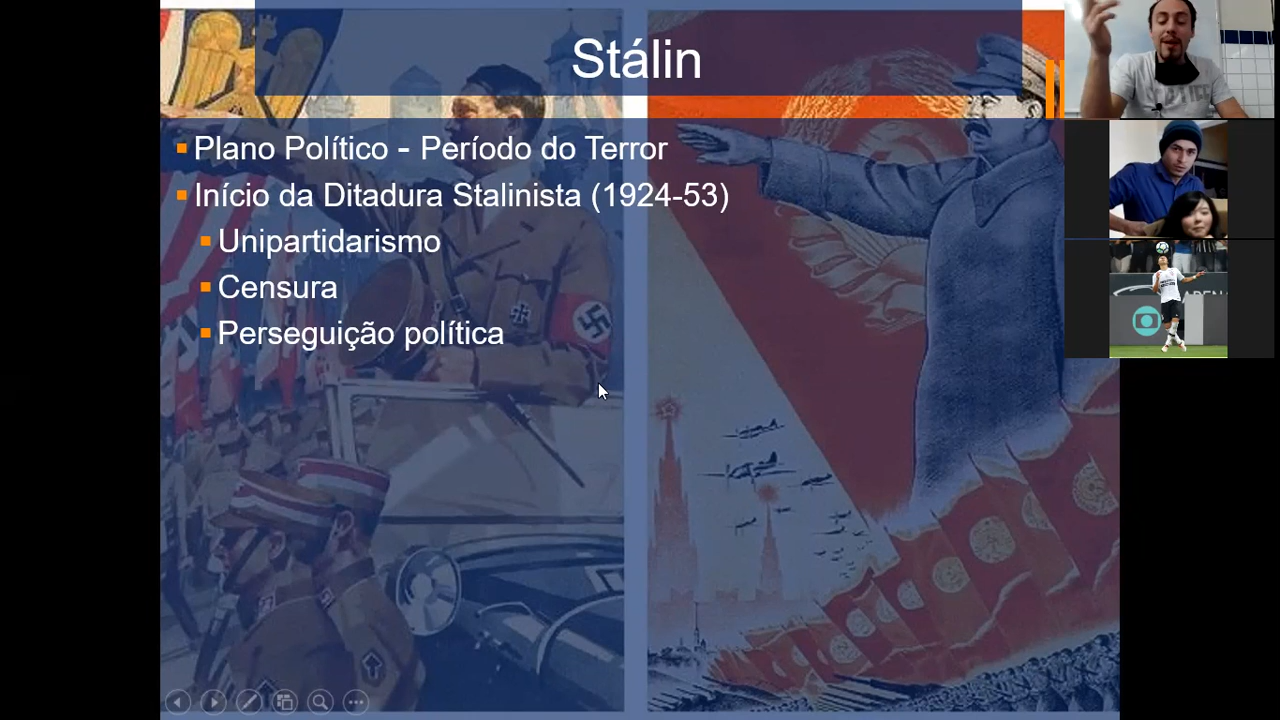 Stálin
Plano Político - Período do Terror
Início da Ditadura Stalinista (1924-53)
Unipartidarismo
Censura
Perseguição política